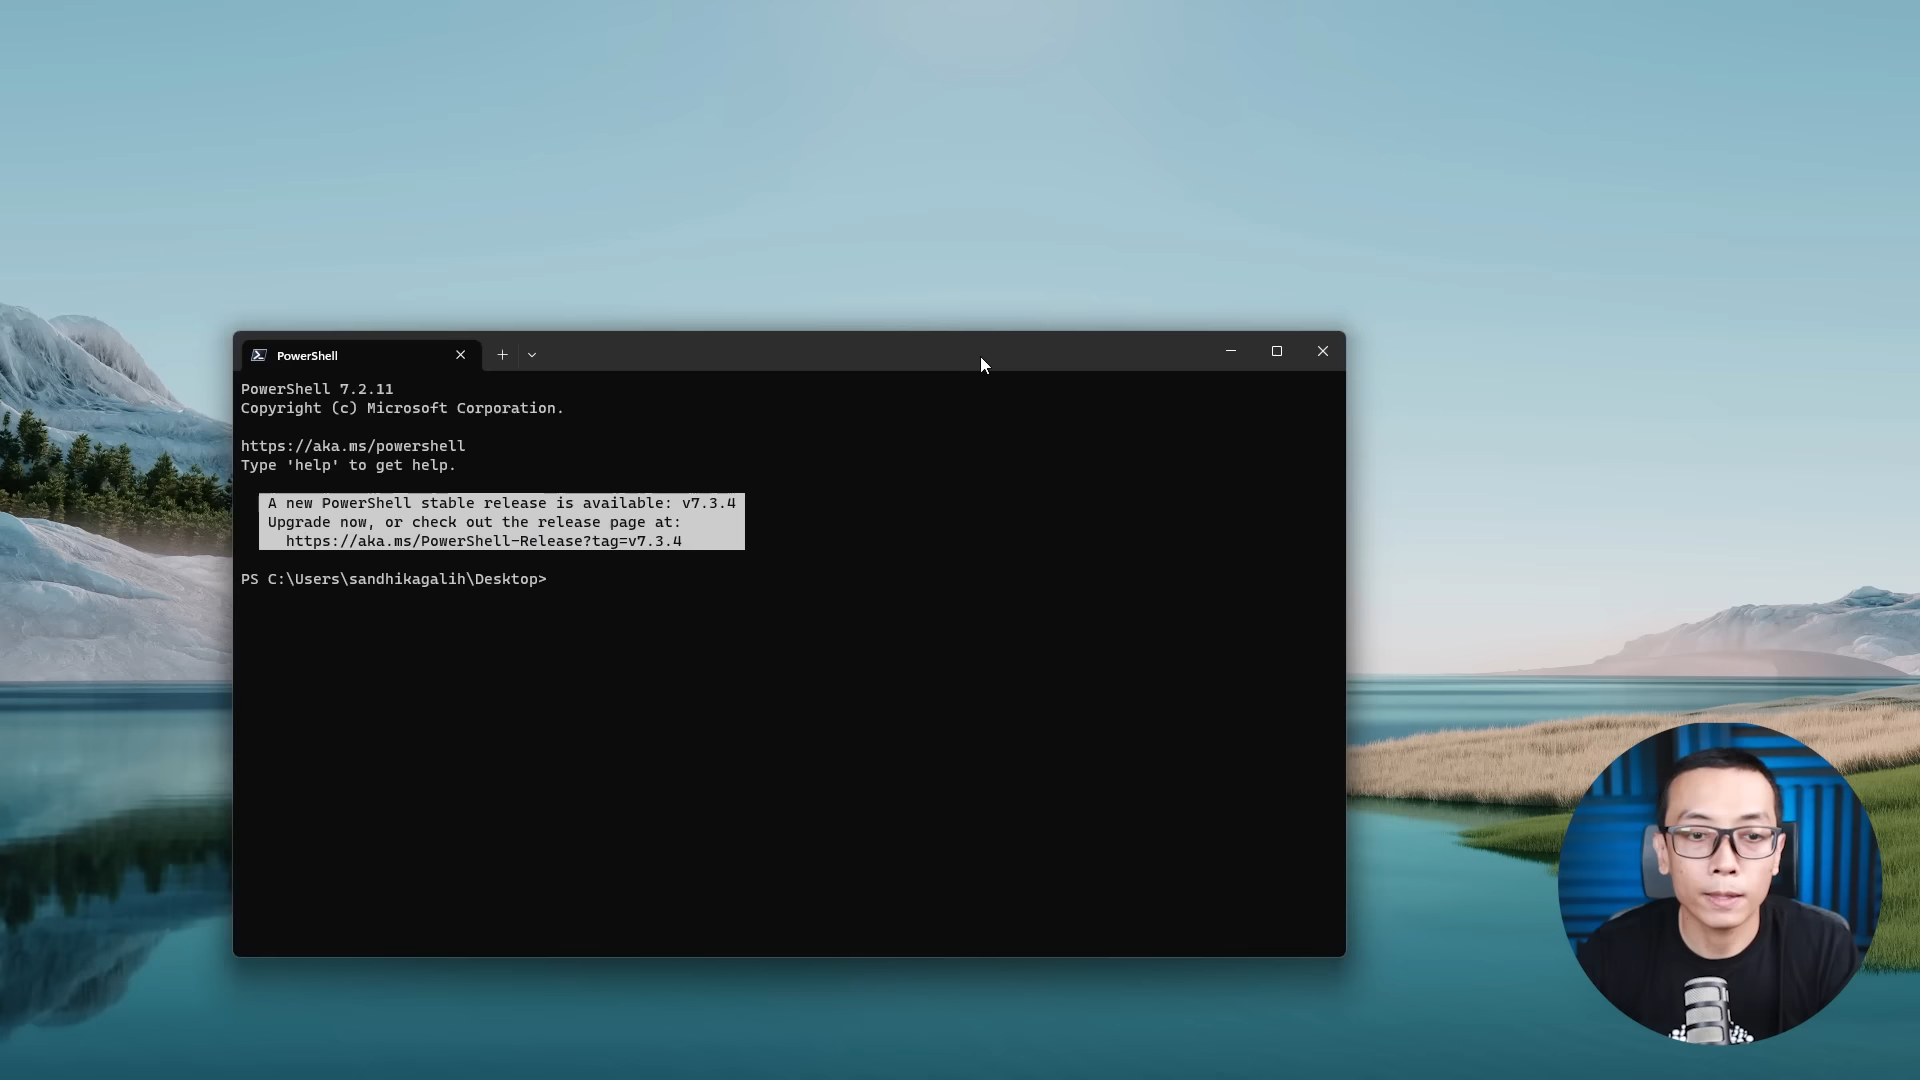 PowerShell
PowerShell 7.2.11
Copyright (c) Microsoft Corporation.
https://aka.ms/powershell
Type 'help' to get help.
A new PowerShell stable release is available: v7.3.4
Upgrade now, or check out the release page at:
https://aka.ms/PowerShell-Release?tag=v7.3.4
PS C:\Users\sandhikagalih\Desktop>